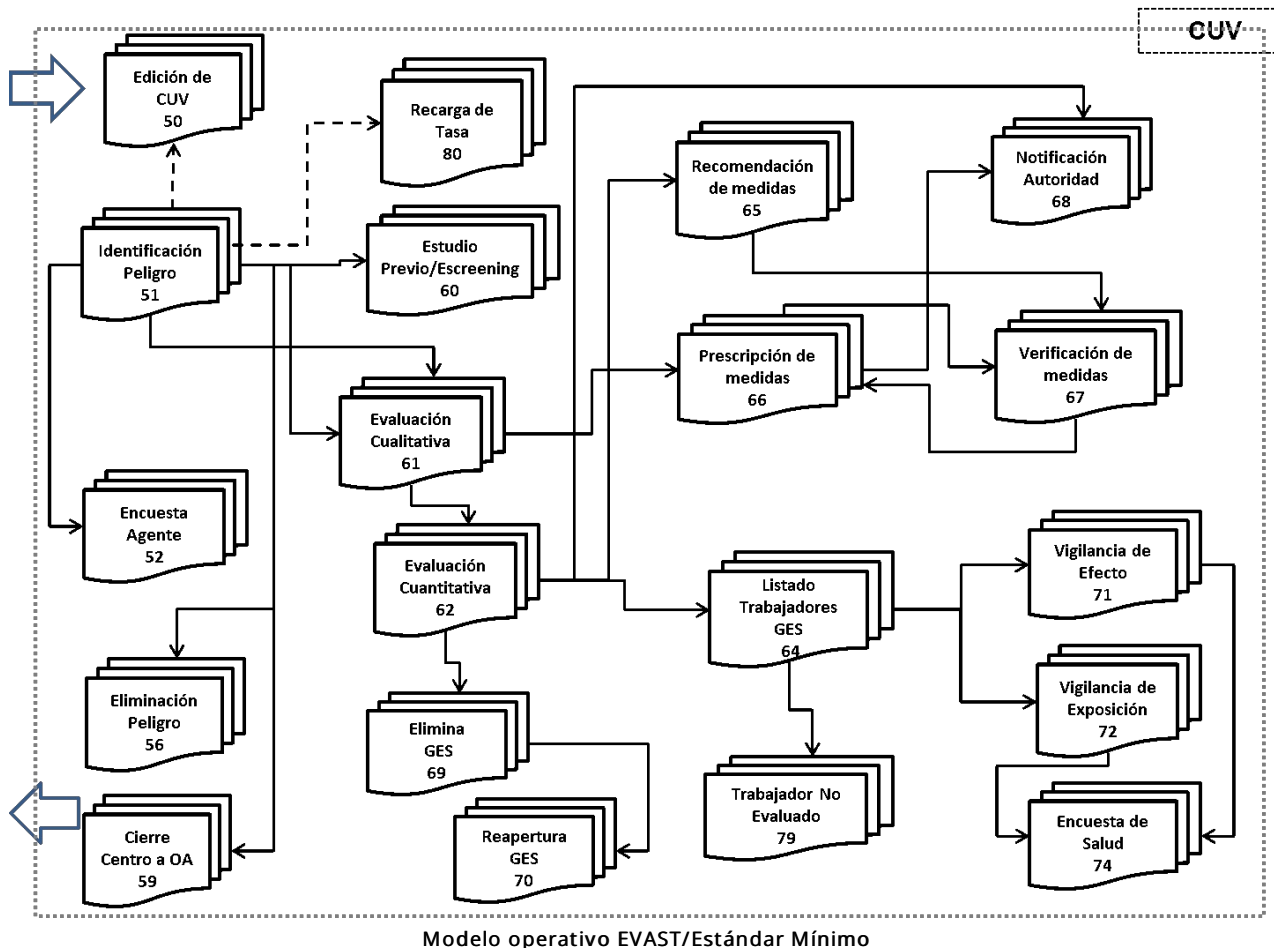 CUV
Edición de
CUV
50
Recarga de
Tasa
80
Recomendación
de medidas
65
Notificación
Autoridad
68
Identificación
Peligro
51
Estudio
Previo/Escreening
60
Prescripción de
medidas
66
Verificación de
medidas
67
Evaluación
Cualitativa
61
Encuesta
Agente
52
Evaluación
Cuantitativa
62
Listado
Trabajadores
GES
64
Vigilancia de
Efecto
71
Eliminación
Peligro
56
Elimina
GES
69
Vigilancia de
Exposición
72
Cierre
Centro a OA
59
Reapertura
GES
70
Trabajador No
Evaluado
79
Encuesta de
Salud
74
Modelo operativo EVAST/Estándar Mínimo